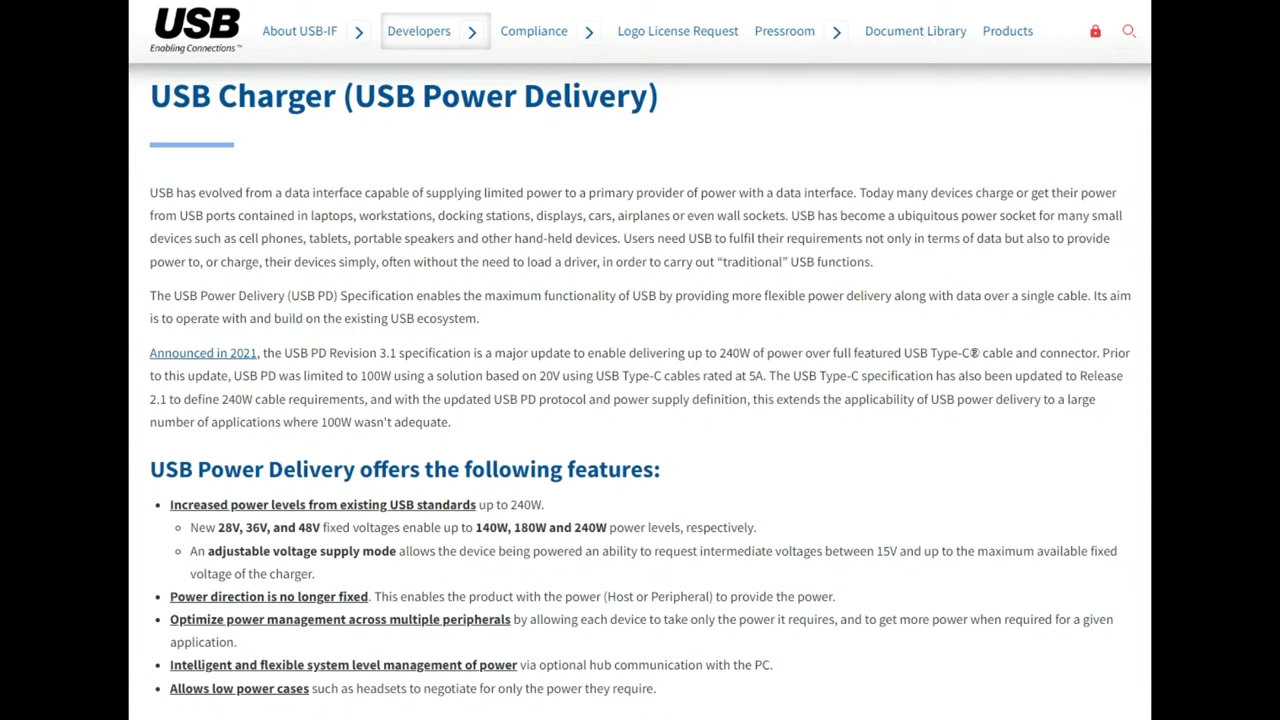 USB
Enabling Connections™
About USB-IF
Developers
Compliance
Logo License Request
Pressroom
Document Library
Products
USB Charger (USB Power Delivery)
USB has evolved from a data interface capable of supplying limited power to a primary provider of power with a data interface. Today many devices charge or get their power
from USB ports contained in laptops, workstations, docking stations, displays, cars, airplanes or even wall sockets. USB has become a ubiquitous power socket for many small
devices such as cell phones, tablets, portable speakers and other hand-held devices. Users need USB to fulfil their requirements not only in terms of data but also to provide
power to, or charge, their devices simply, often without the need to load a driver, in order to carry out “traditional” USB functions.
The USB Power Delivery (USB PD) Specification enables the maximum functionality of USB by providing more flexible power delivery along with data over a single cable. Its aim
is to operate with and build on the existing USB ecosystem.
Announced in 2021, the USB PD Revision 3.1 specification is a major update to enable delivering up to 240W of power over full featured USB Type-C® cable and connector. Prior
to this update, USB PD was limited to 100W using a solution based on 20V using USB Type-C cables rated at 5A. The USB Type-C specification has also been updated to Release
2.1 to define 240W cable requirements, and with the updated USB PD protocol and power supply definition, this extends the applicability of USB power delivery to a large
number of applications where 100W wasn't adequate.
USB Power Delivery offers the following features:
• Increased power levels from existing USB standards up to 240W.
◦ New 28V, 36V, and 48V fixed voltages enable up to 140W, 180W and 240W power levels, respectively.
◦ An adjustable voltage supply mode allows the device being powered an ability to request intermediate voltages between 15V and up to the maximum available fixed
voltage of the charger.
• Power direction is no longer fixed. This enables the product with the power (Host or Peripheral) to provide the power.
• Optimize power management across multiple peripherals by allowing each device to take only the power it requires, and to get more power when required for a given
application.
• Intelligent and flexible system level management of power via optional hub communication with the PC.
• Allows low power cases such as headsets to negotiate for only the power they require.